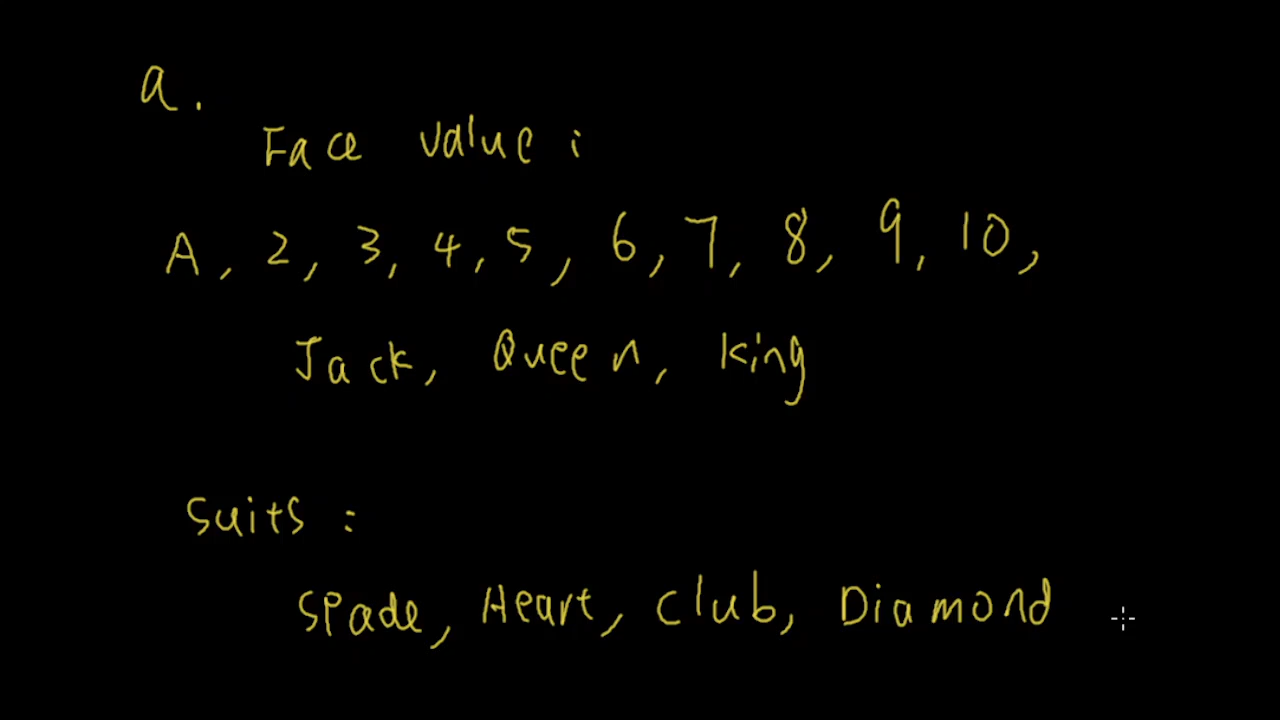 a.
Face value :
A, 2, 3, 4, 5, 6, 7, 8, 9, 10,
Jack, Queen, King
Suits :
Spade, Heart, Club, Diamond